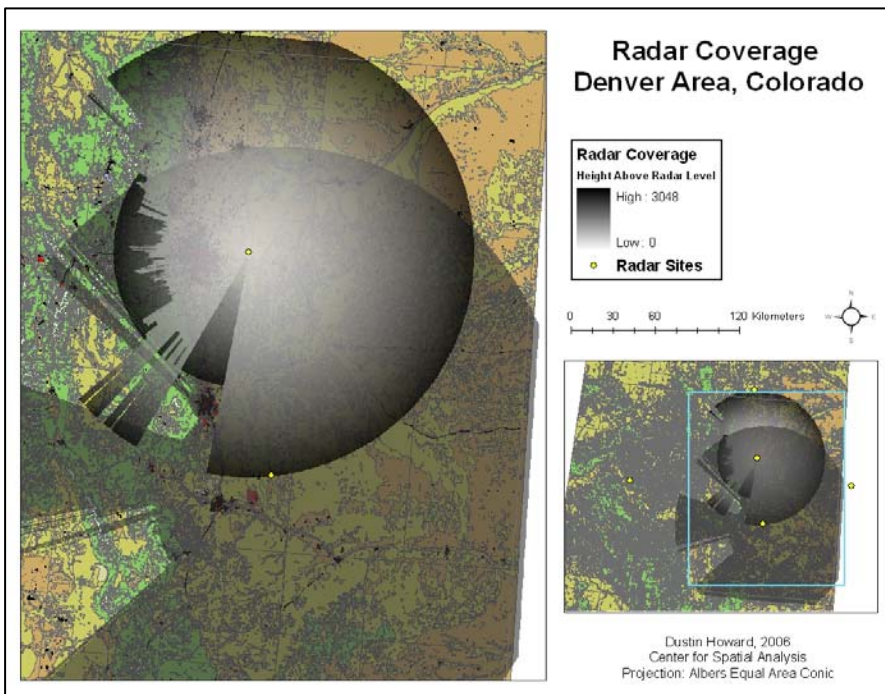 Radar Coverage
Denver Area, Colorado
Radar Coverage
Height Above Radar Level
High : 3048
Low : 0
Radar Sites
0 30 60 120 Kilometers
N
W E
S
Dustin Howard, 2006
Center for Spatial Analysis
Projection: Albers Equal Area Conic